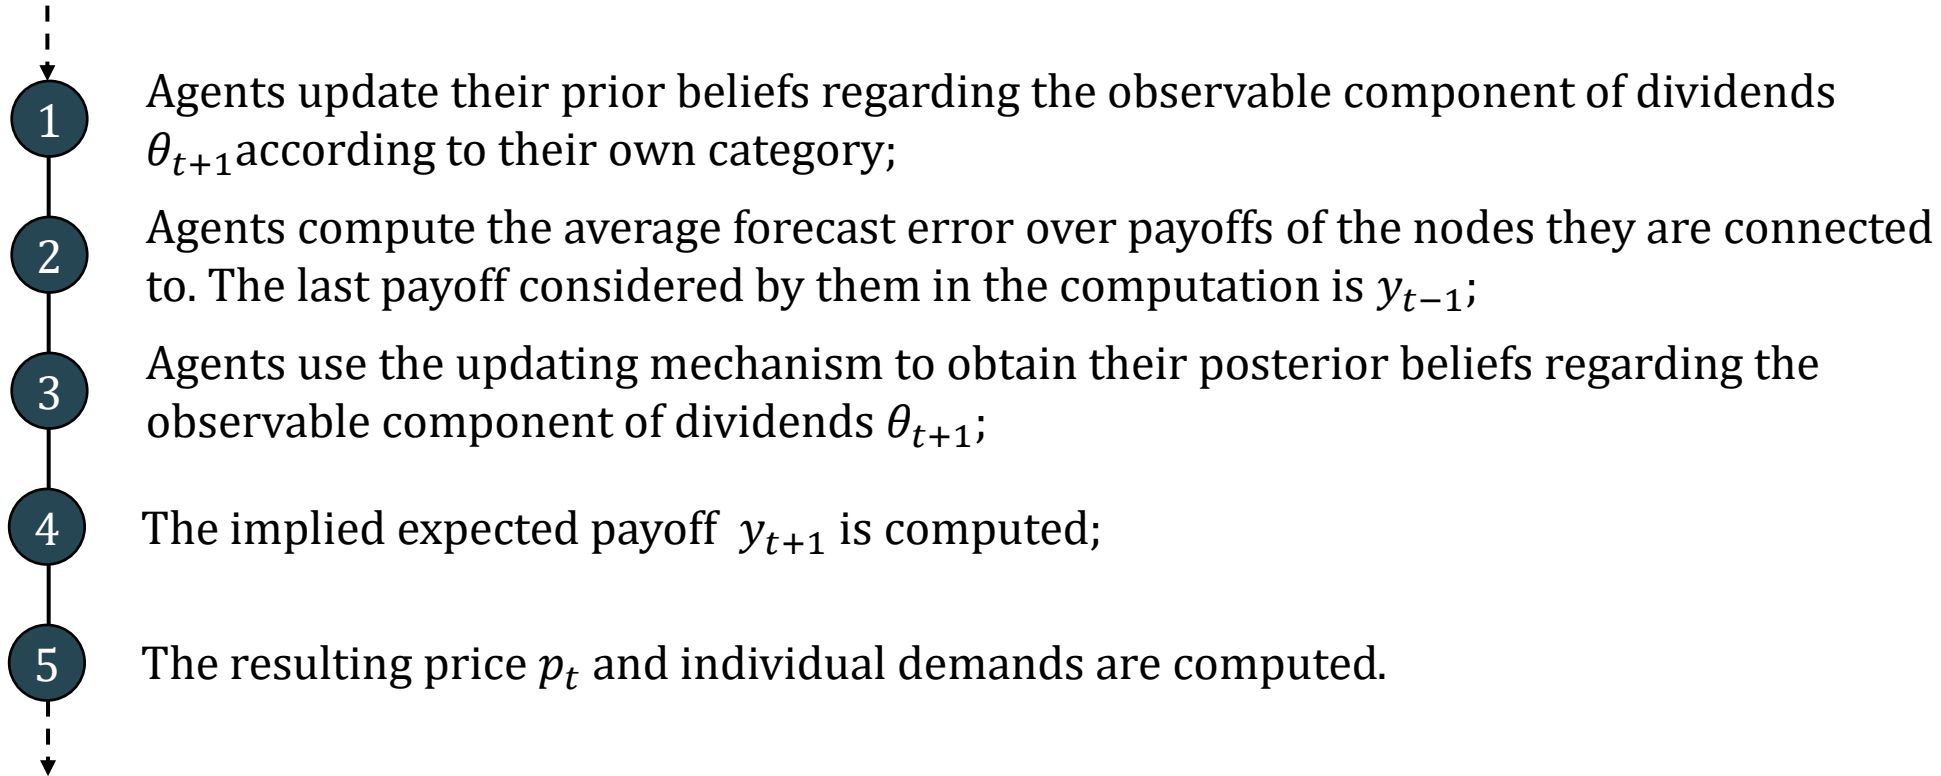 1
Agents update their prior beliefs regarding the observable component of dividends
θₜ₊₁according to their own category;
2
Agents compute the average forecast error over payoffs of the nodes they are connected
to. The last payoff considered by them in the computation is yₜ₋₁;
3
Agents use the updating mechanism to obtain their posterior beliefs regarding the
observable component of dividends θₜ₊₁;
4
The implied expected payoff yₜ₊₁ is computed;
5
The resulting price pₜ and individual demands are computed.